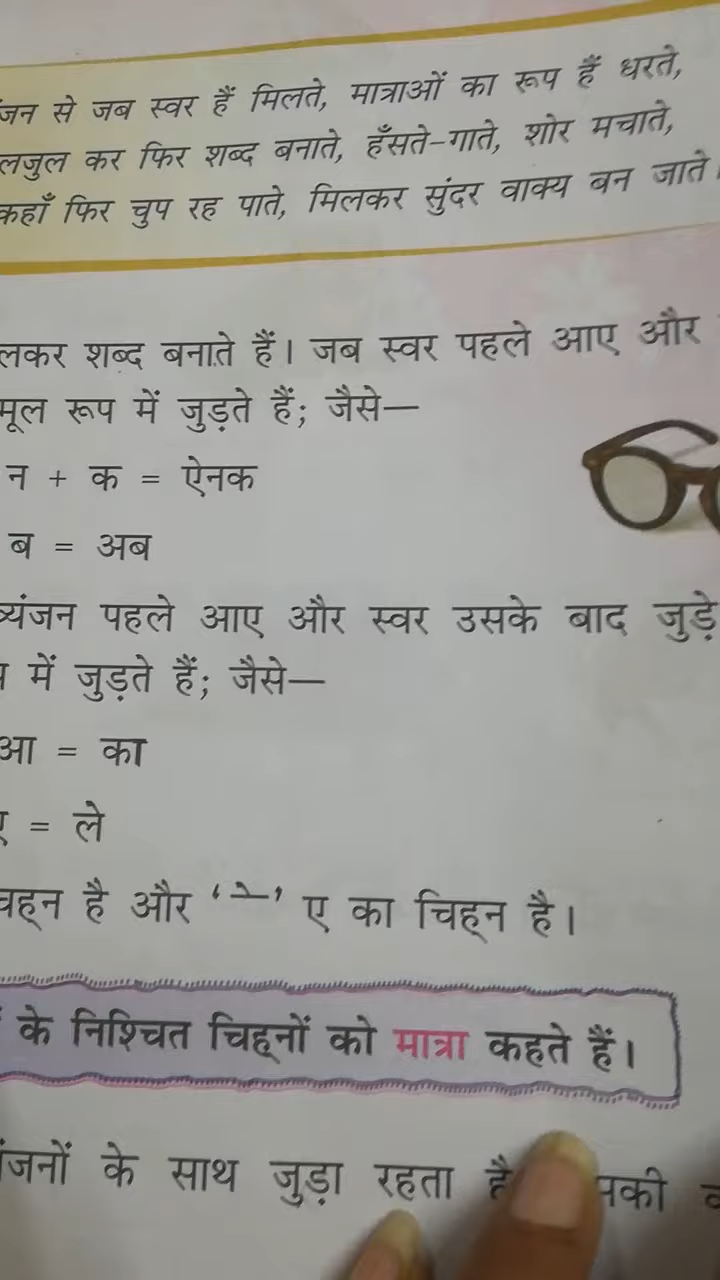 जन से जब स्वर हैं मिलते, मात्राओं का रूप हैं धरते,
लजुल कर फिर शब्द बनाते, हँसते-गाते, शोर मचाते,
कहाँ फिर चुप रह पाते, मिलकर सुंदर वाक्य बन जाते।
लकर शब्द बनाते हैं। जब स्वर पहले आए और
मूल रूप में जुड़ते हैं; जैसे—
न + क = ऐनक
ब = अब
व्यंजन पहले आए और स्वर उसके बाद जुड़े
में जुड़ते हैं; जैसे—
आ = का
= ले
चिह्न है और ' े ' ए का चिह्न है।
के निश्चित चिह्नों को मात्रा कहते हैं।
ंजनों के साथ जुड़ा रहता है